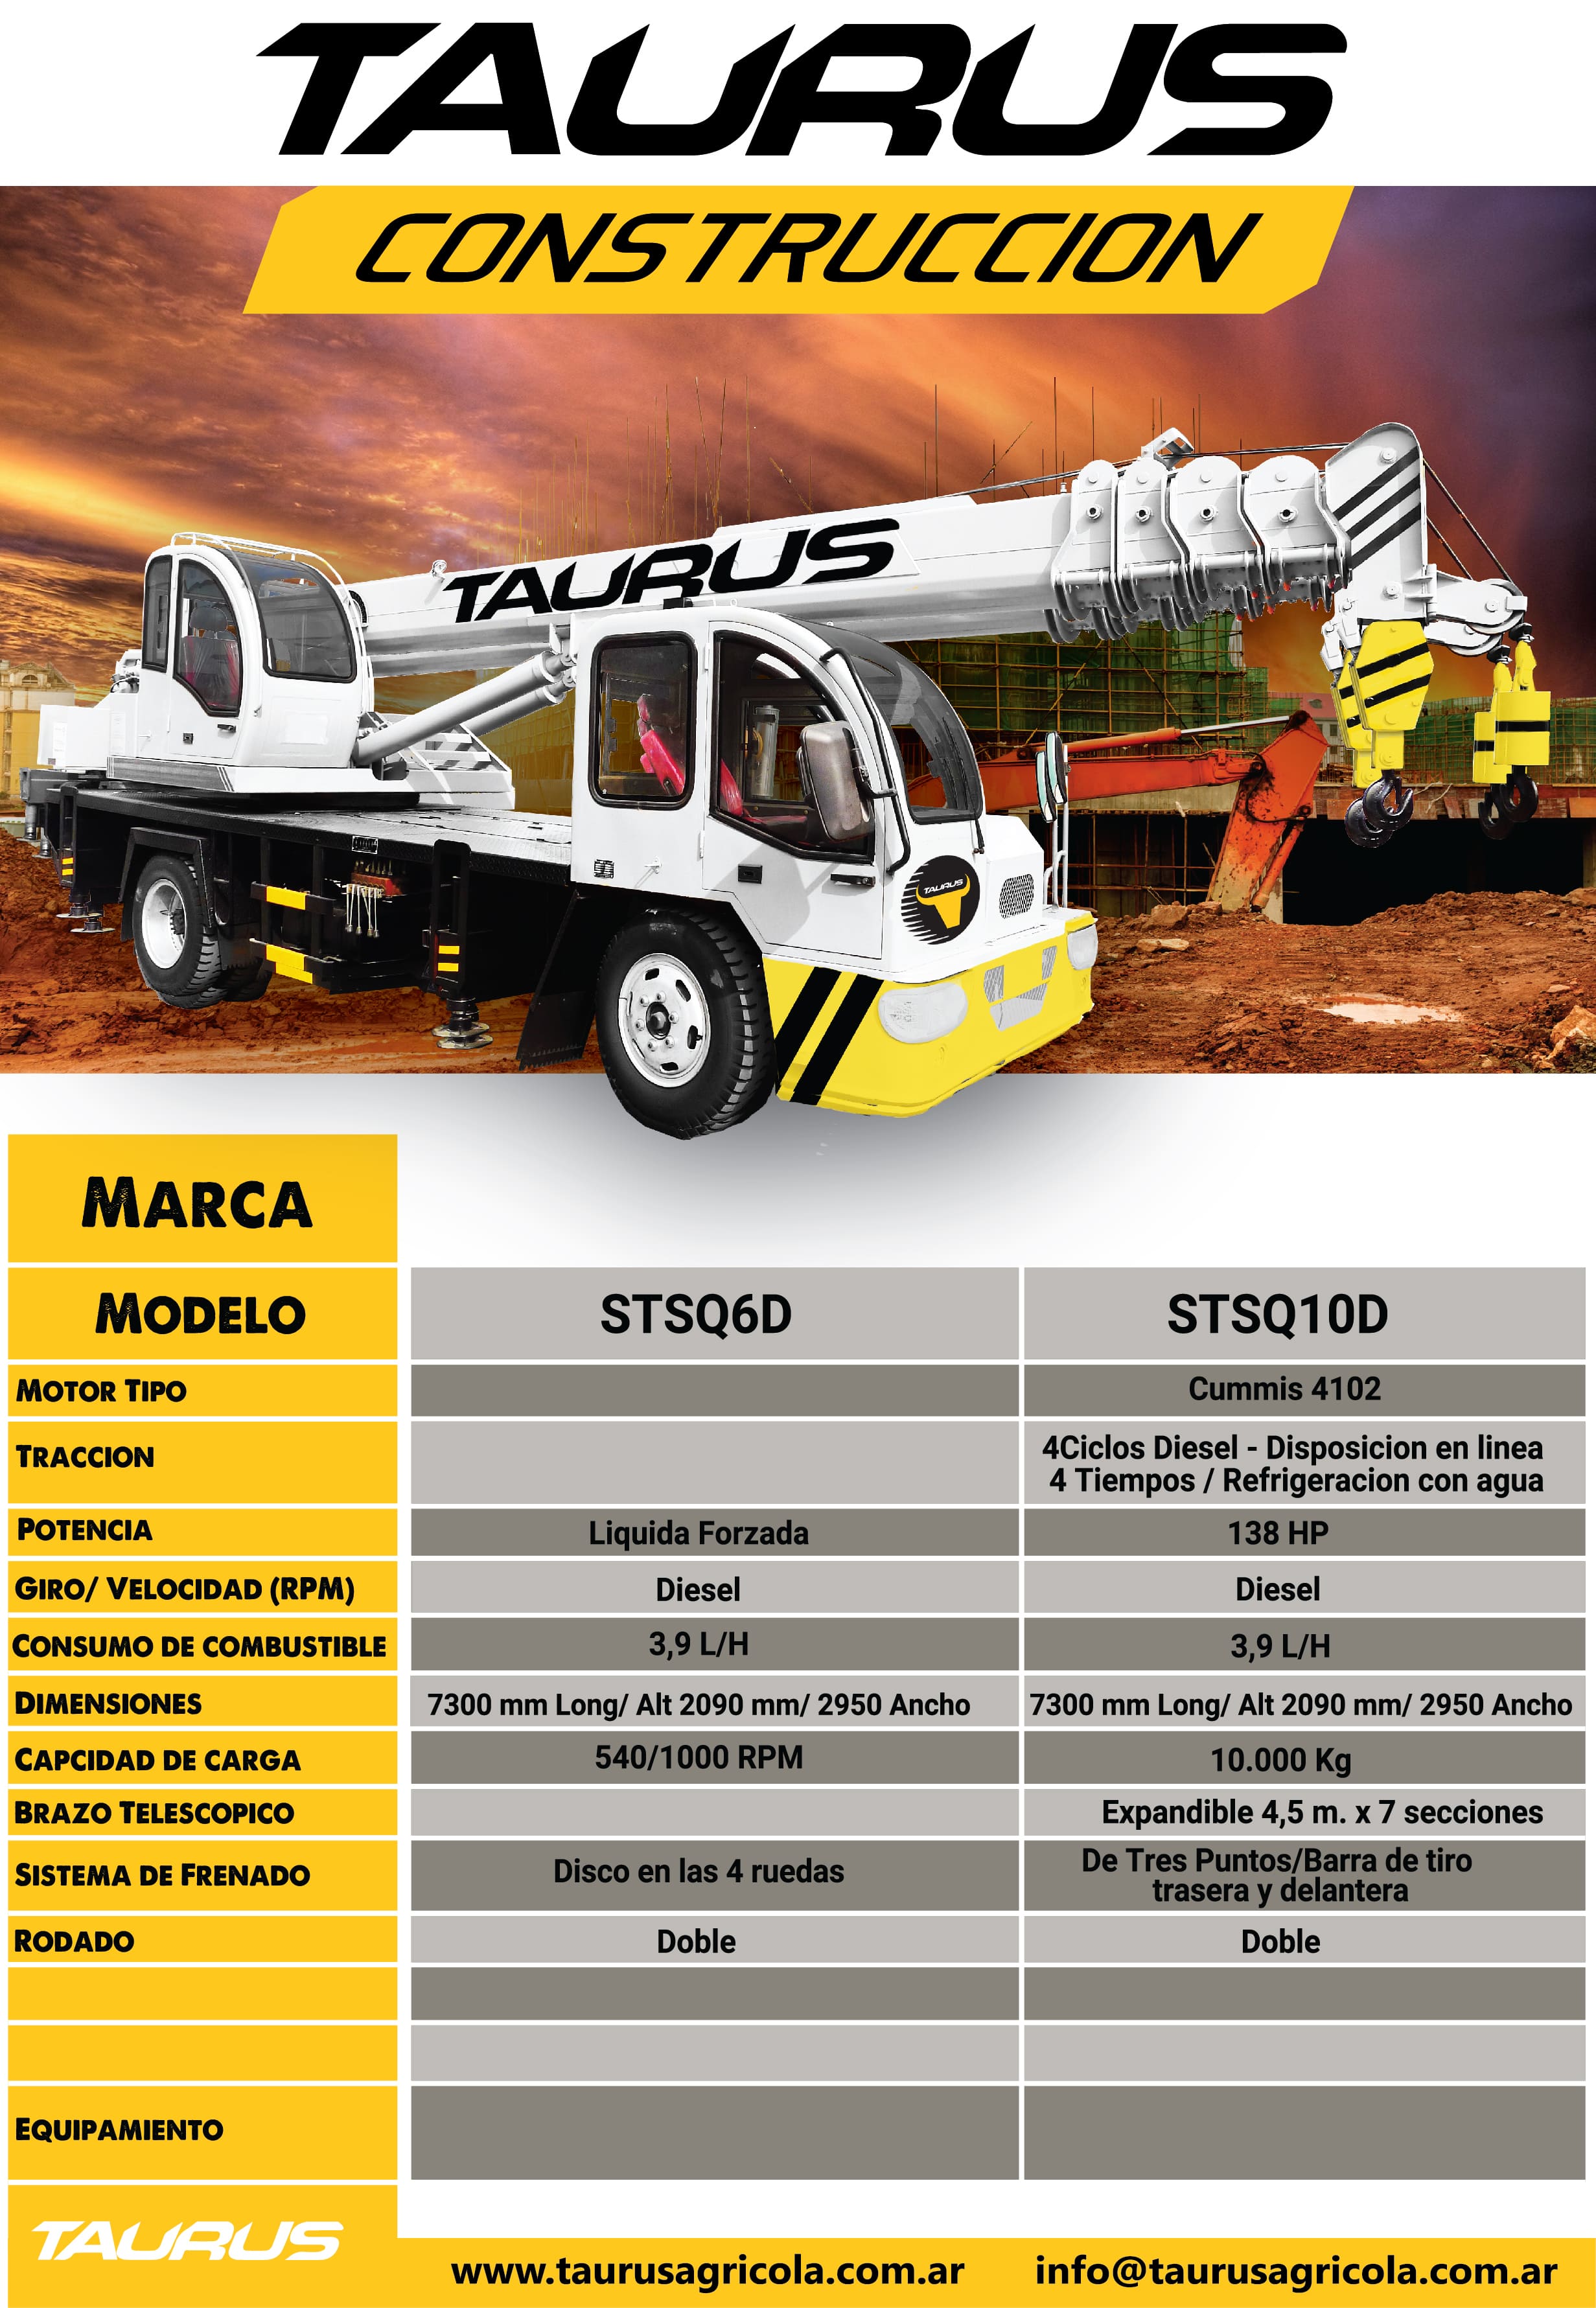 TAURUS
CONSTRUCCION
TAURUS
TAURUS
MARCA
MODELO STSQ6D STSQ10D
MOTOR TIPO Cummis 4102
TRACCION 4Ciclos Diesel - Disposicion en linea
4 Tiempos / Refrigeracion con agua
POTENCIA Liquida Forzada 138 HP
GIRO/ VELOCIDAD (RPM) Diesel Diesel
CONSUMO DE COMBUSTIBLE 3,9 L/H 3,9 L/H
DIMENSIONES 7300 mm Long/ Alt 2090 mm/ 2950 Ancho 7300 mm Long/ Alt 2090 mm/ 2950 Ancho
CAPCIDAD DE CARGA 540/1000 RPM 10.000 Kg
BRAZO TELESCOPICO Expandible 4,5 m. x 7 secciones
SISTEMA DE FRENADO Disco en las 4 ruedas De Tres Puntos/Barra de tiro
trasera y delantera
RODADO Doble Doble
EQUIPAMIENTO
TAURUS
www.taurusagricola.com.ar info@taurusagricola.com.ar